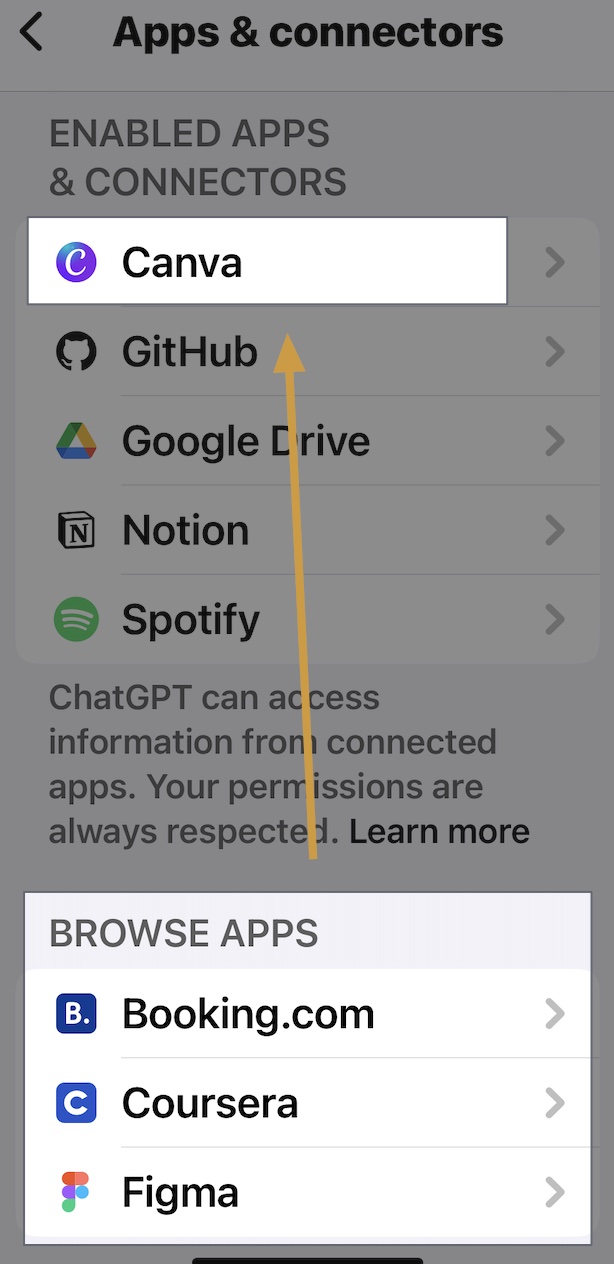 Apps & connectors
ENABLED APPS
& CONNECTORS
Canva
GitHub
Google Drive
Notion
Spotify
ChatGPT can access
information from connected
apps. Your permissions are
always respected. Learn more
BROWSE APPS
B. Booking.com
Coursera
Figma